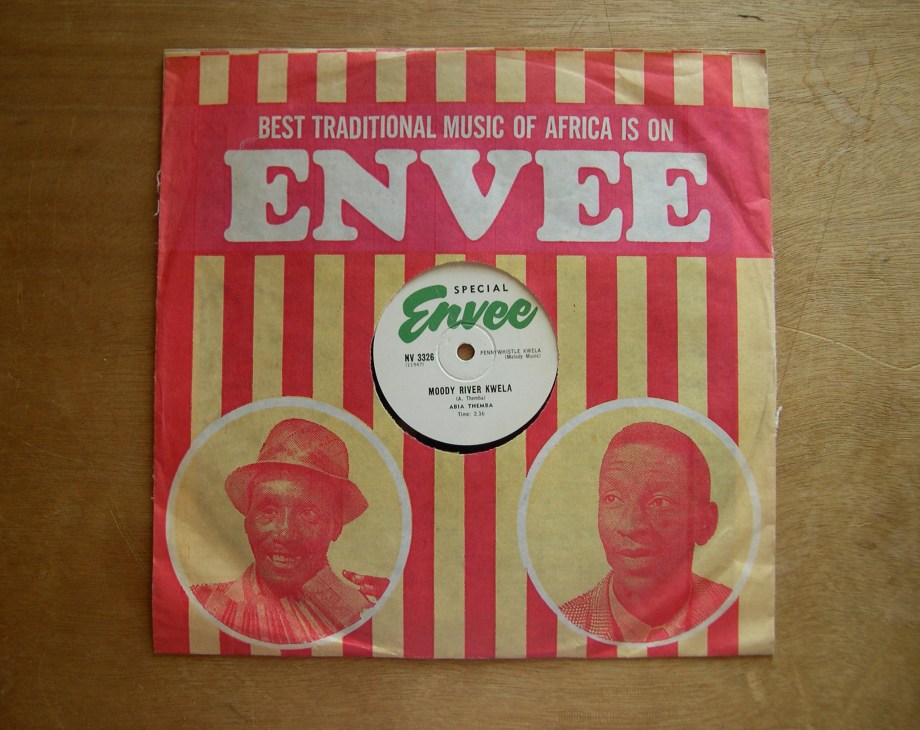 BEST TRADITIONAL MUSIC OF AFRICA IS ON
ENVEE
SPECIAL
Envee
NV 3326
(11947)
PENNYWHISTLE KWELA
(Melody Music)
MOODY RIVER KWELA
(A. Themba)
ABIA THEMBA
Time: 2.36